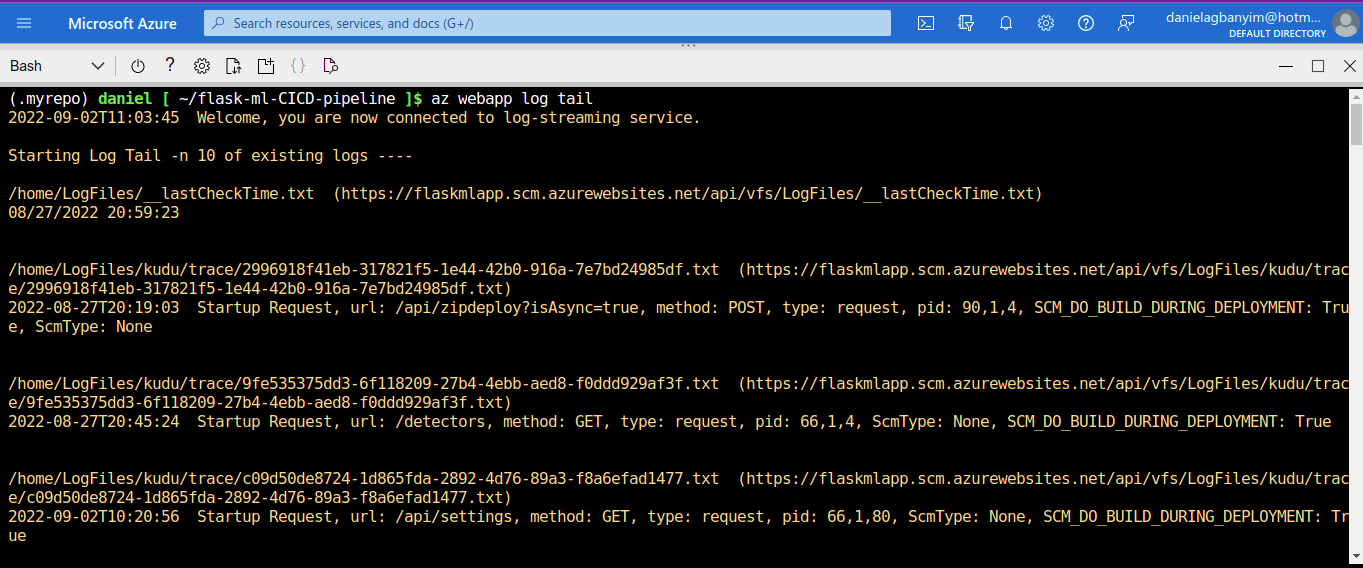 Microsoft Azure
Search resources, services, and docs (G+/)
danielagbanyim@hotm...
DEFAULT DIRECTORY
Bash
(.myrepo) daniel [ ~/flask-ml-CICD-pipeline ]$ az webapp log tail
2022-09-02T11:03:45  Welcome, you are now connected to log-streaming service.
Starting Log Tail -n 10 of existing logs ----
/home/LogFiles/__lastCheckTime.txt  (https://flaskmlapp.scm.azurewebsites.net/api/vfs/LogFiles/__lastCheckTime.txt)
08/27/2022 20:59:23
/home/LogFiles/kudu/trace/2996918f41eb-317821f5-1e44-42b0-916a-7e7bd24985df.txt  (https://flaskmlapp.scm.azurewebsites.net/api/vfs/LogFiles/kudu/trac
e/2996918f41eb-317821f5-1e44-42b0-916a-7e7bd24985df.txt)
2022-08-27T20:19:03  Startup Request, url: /api/zipdeploy?isAsync=true, method: POST, type: request, pid: 90,1,4, SCM_DO_BUILD_DURING_DEPLOYMENT: Tru
e, ScmType: None
/home/LogFiles/kudu/trace/9fe535375dd3-6f118209-27b4-4ebb-aed8-f0ddd929af3f.txt  (https://flaskmlapp.scm.azurewebsites.net/api/vfs/LogFiles/kudu/trac
e/9fe535375dd3-6f118209-27b4-4ebb-aed8-f0ddd929af3f.txt)
2022-08-27T20:45:24  Startup Request, url: /detectors, method: GET, type: request, pid: 66,1,4, ScmType: None, SCM_DO_BUILD_DURING_DEPLOYMENT: True
/home/LogFiles/kudu/trace/c09d50de8724-1d865fda-2892-4d76-89a3-f8a6efad1477.txt  (https://flaskmlapp.scm.azurewebsites.net/api/vfs/LogFiles/kudu/trac
e/c09d50de8724-1d865fda-2892-4d76-89a3-f8a6efad1477.txt)
2022-09-02T10:20:56  Startup Request, url: /api/settings, method: GET, type: request, pid: 66,1,80, ScmType: None, SCM_DO_BUILD_DURING_DEPLOYMENT: Tr
ue